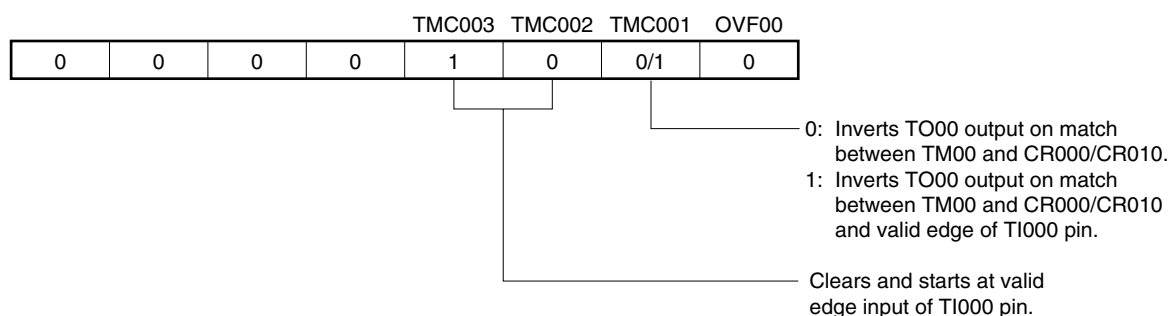 TMC003 TMC002 TMC001 OVF00
0 0 0 0 1 0 0/1 0
0: Inverts TO00 output on match
between TM00 and CR000/CR010.
1: Inverts TO00 output on match
between TM00 and CR000/CR010
and valid edge of TI000 pin.
Clears and starts at valid
edge input of TI000 pin.